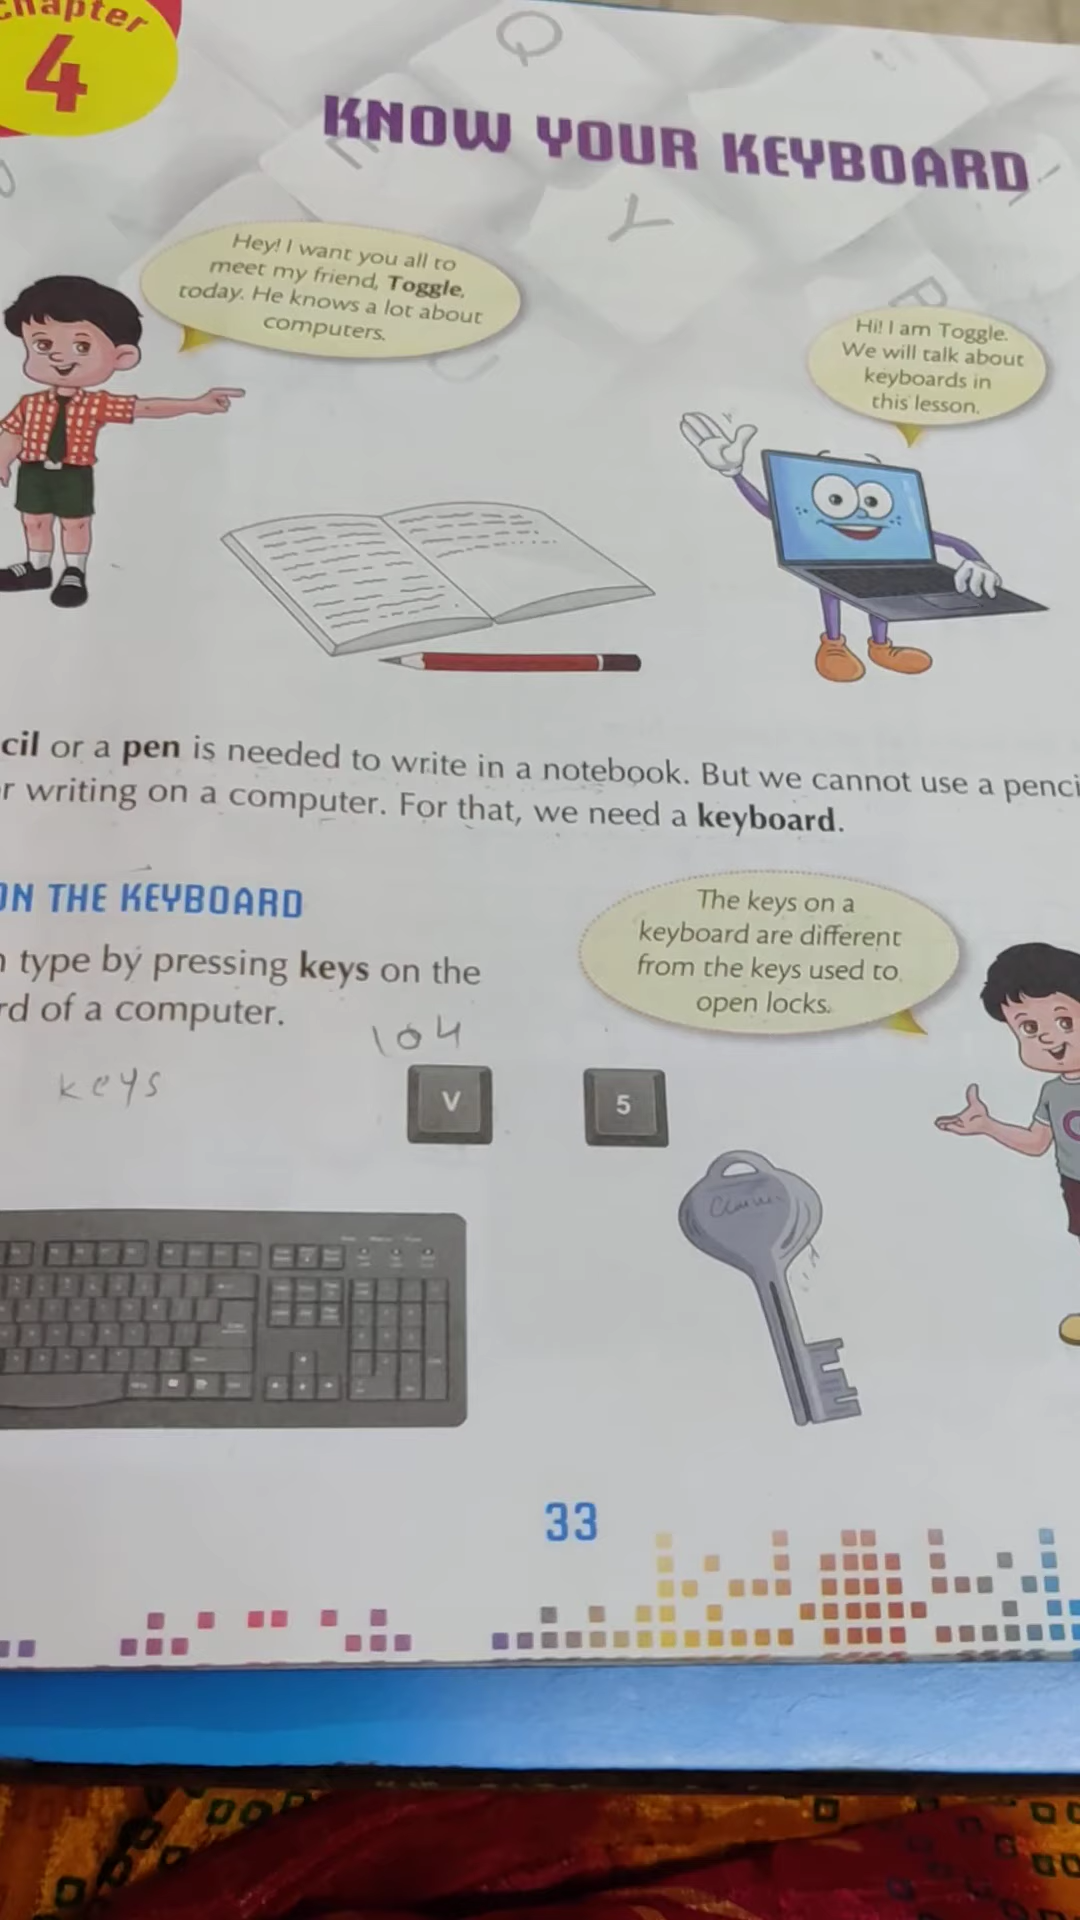 Chapter
4
KNOW YOUR KEYBOARD
Hey! I want you all to
meet my friend, Toggle,
today. He knows a lot about
computers.
Hi! I am Toggle.
We will talk about
keyboards in
this lesson.
cil or a pen is needed to write in a notebook. But we cannot use a penci
r writing on a computer. For that, we need a keyboard.
ON THE KEYBOARD
type by pressing keys on the
rd of a computer.
The keys on a
keyboard are different
from the keys used to
open locks.
104
keys
V
5
33